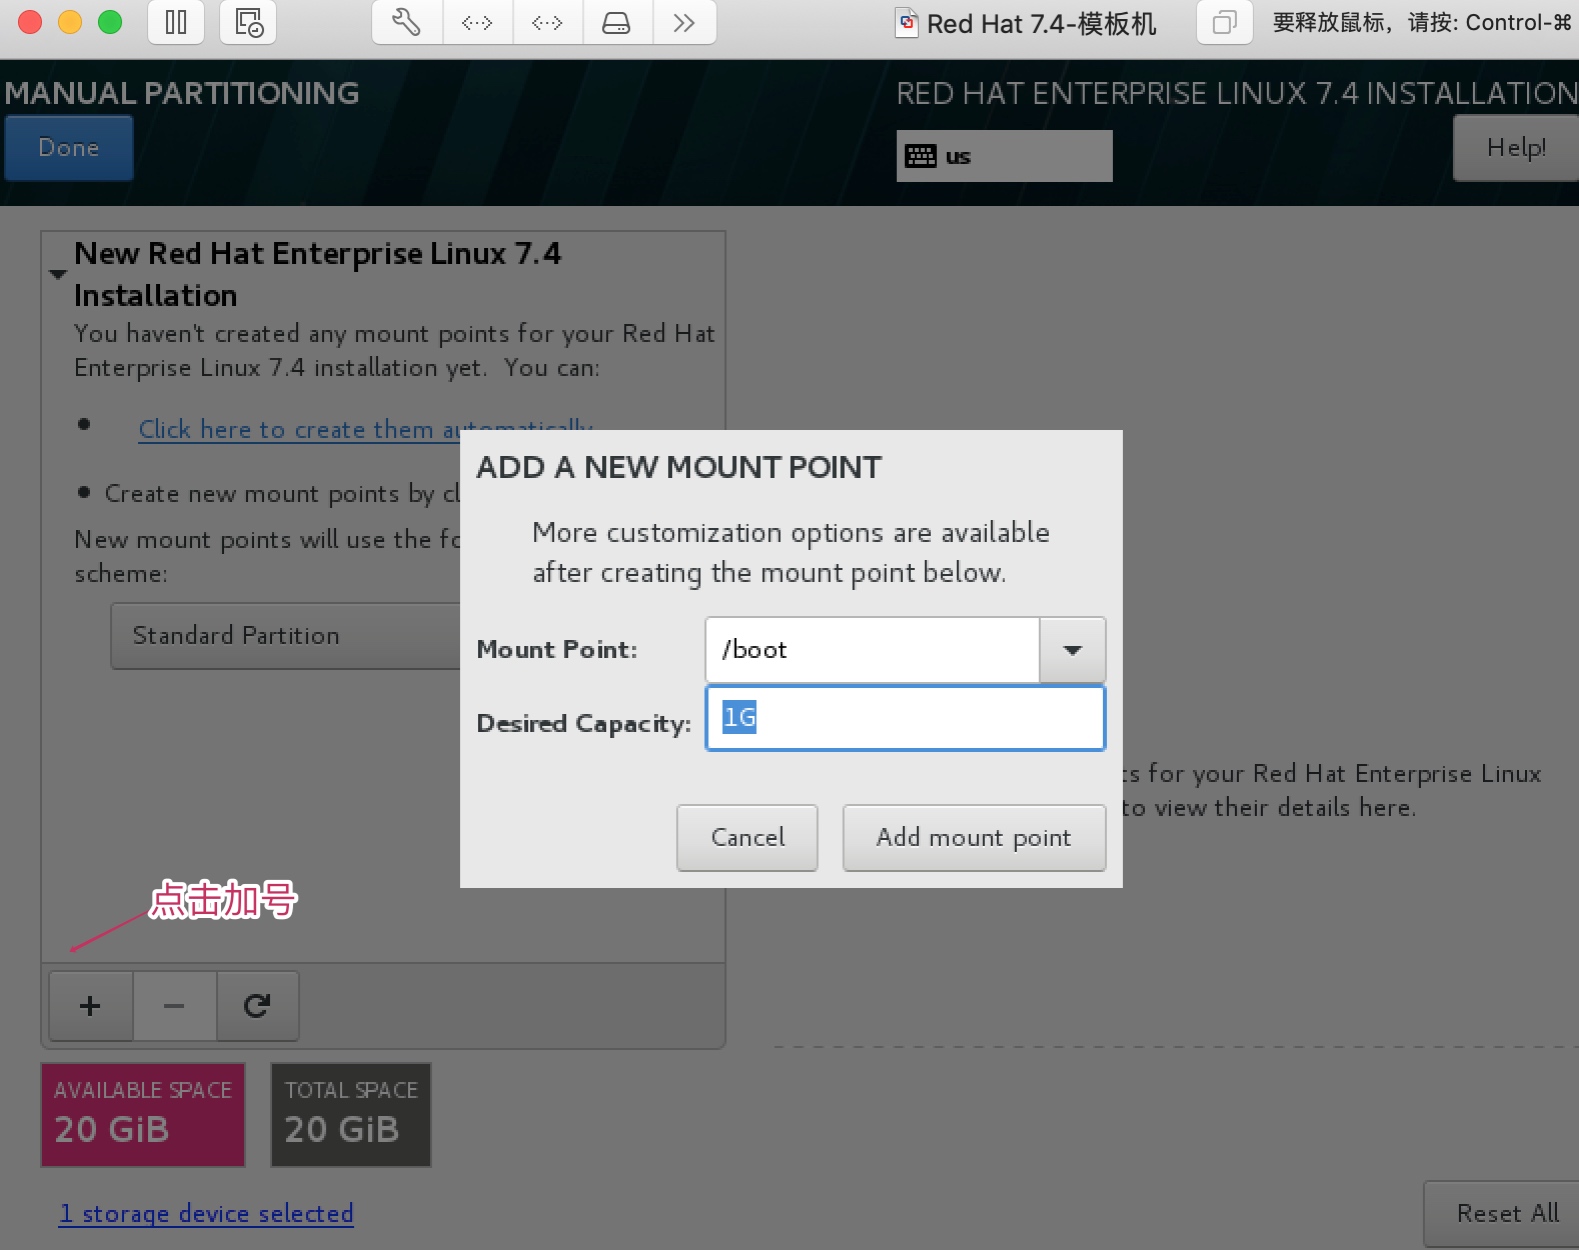 Red Hat 7.4-模板机
要释放鼠标，请按: Control-⌘
MANUAL PARTITIONING
RED HAT ENTERPRISE LINUX 7.4 INSTALLATION
Done
us
Help!
New Red Hat Enterprise Linux 7.4
Installation
You haven't created any mount points for your Red Hat
Enterprise Linux 7.4 installation yet.  You can:
Click here to create them automatically.
Create new mount points by cl
New mount points will use the fo
scheme:
Standard Partition
ADD A NEW MOUNT POINT
More customization options are available
after creating the mount point below.
Mount Point:
/boot
Desired Capacity:
1G
Cancel
Add mount point
ts for your Red Hat Enterprise Linux
to view their details here.
点击加号
+
-
AVAILABLE SPACE
20 GiB
TOTAL SPACE
20 GiB
1 storage device selected
Reset All